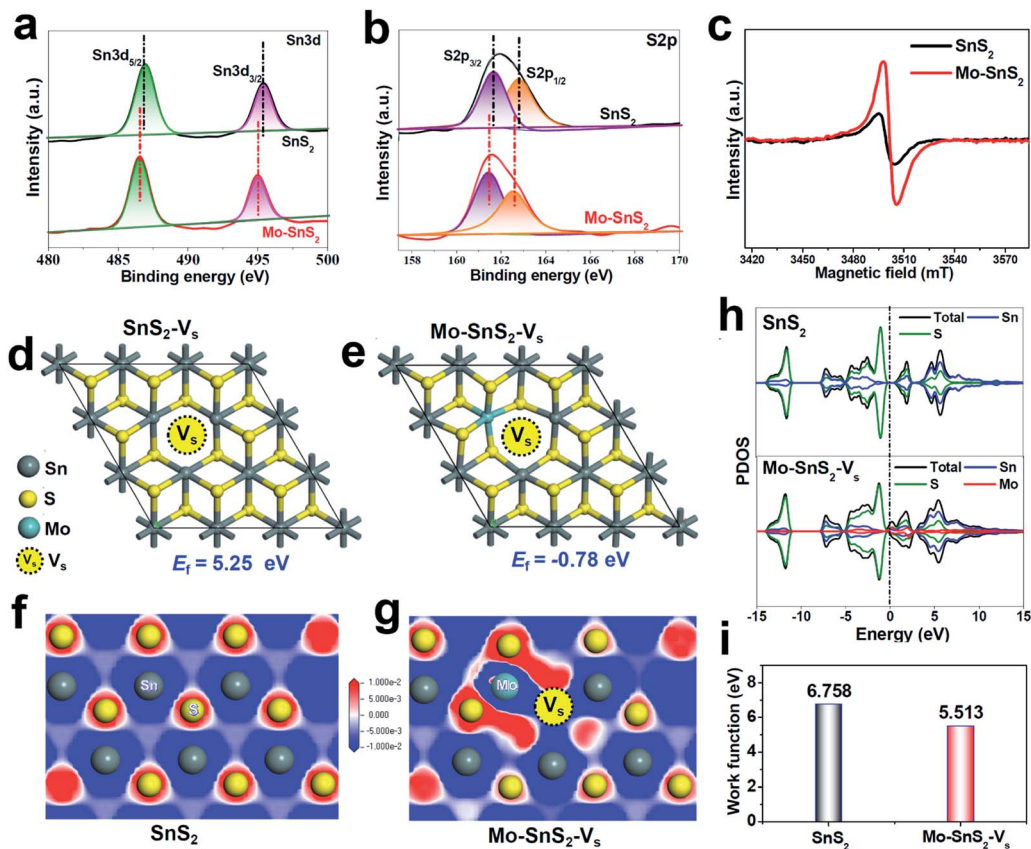 a
Sn3d
Sn3d5/2
Sn3d3/2
SnS2
Mo-SnS2
Intensity (a.u.)
480 485 490 495 500
Binding energy (eV)
b
S2p
S2p3/2
S2p1/2
SnS2
Mo-SnS2
Intensity (a.u.)
158 160 162 164 166 168 170
Binding energy (eV)
c
SnS2
Mo-SnS2
Intensity (a.u.)
3420 3450 3480 3510 3540 3570
Magnetic field (mT)
d
SnS2-Vs
Vs
Sn
S
Mo
Vs Vs
Ef = 5.25 eV
e
Mo-SnS2-Vs
Vs
Ef = -0.78 eV
h
SnS2
Total Sn
S
Mo-SnS2-Vs
Total Sn
S Mo
PDOS
-15 -10 -5 0 5 10 15
Energy (eV)
f
Sn
S
SnS2
1.000e-2
5.000e-3
0.000
-5.000e-3
-1.000e-2
g
Mo
Vs
Mo-SnS2-Vs
i
Work function (eV)
8
6
4
2
0
6.758
5.513
SnS2 Mo-SnS2-Vs